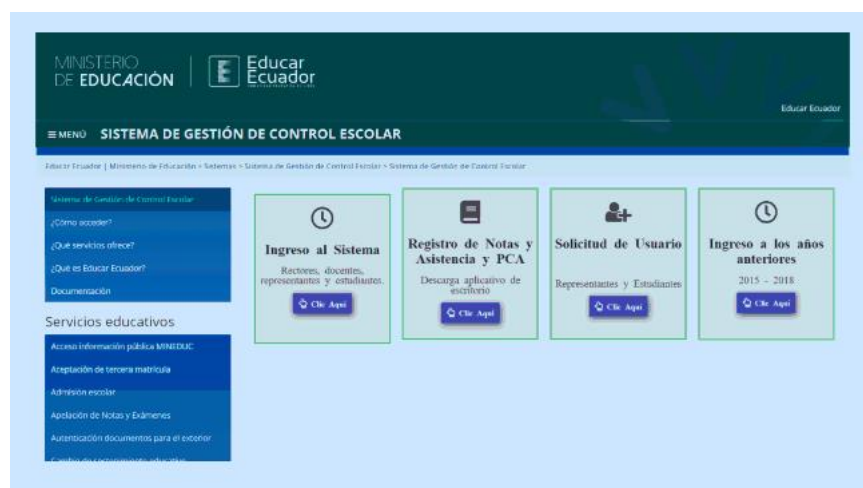 MINISTERIO
DE EDUCACIÓN
Educar
Ecuador
Educar Ecuador
MENÚ SISTEMA DE GESTIÓN DE CONTROL ESCOLAR
Educar Ecuador | Ministerio de Educación > Sistemas > Sistema de Gestión de Control Escolar > Sistema de Gestión de Control Escolar
Sistema de Gestión de Control Escolar
¿Cómo acceder?
¿Qué servicios ofrece?
¿Qué es Educar Ecuador?
Documentación
Servicios educativos
Acceso información pública MINEDUC
Aceptación de tercera matrícula
Admisión escolar
Apelación de Notas y Exámenes
Autenticación documentos para el exterior
Ingreso al Sistema
Rectores, docentes,
representantes y estudiantes.
Clic Aquí
Registro de Notas y
Asistencia y PCA
Descarga aplicativo de
escritorio
Clic Aquí
Solicitud de Usuario
Representantes y Estudiantes
Clic Aquí
Ingreso a los años
anteriores
2015 - 2018
Clic Aquí